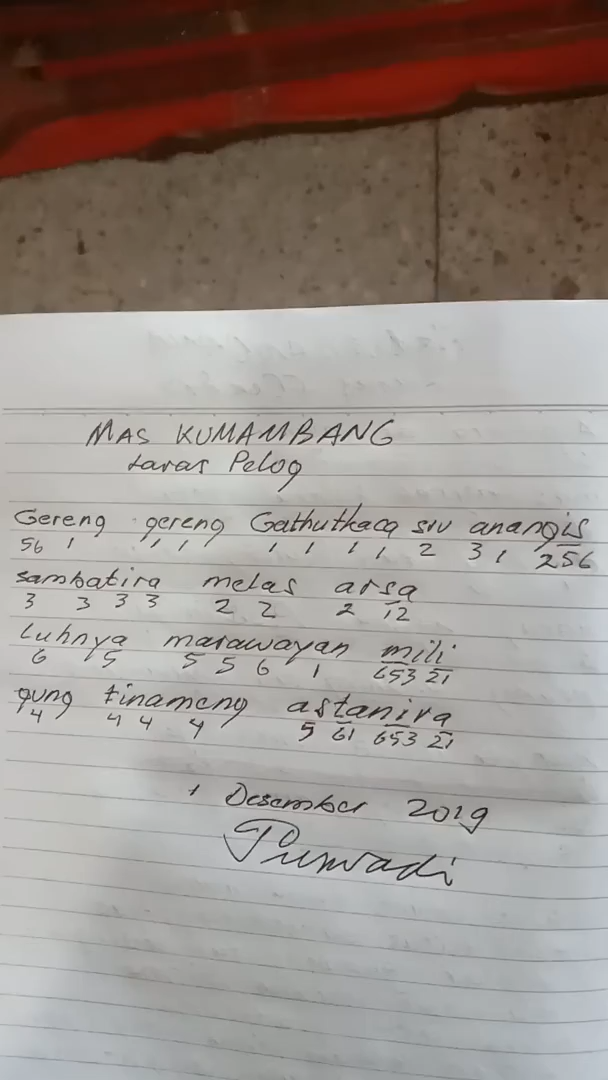 MAS KUMAMBANG
Laras Pelog
Gereng gereng Gathutkaca sru anangis
56 1 1 1 1 1 1 1 1 2 3 1 256
sambatira melas arsa
3 3 3 3 2 2 2 12
Luhnya marawayan mili
6 15 5 5 6 1 653 21
gung tinameng astanira
4 4 4 4 5 61 653 21
1 Desember 2019
Purwadi